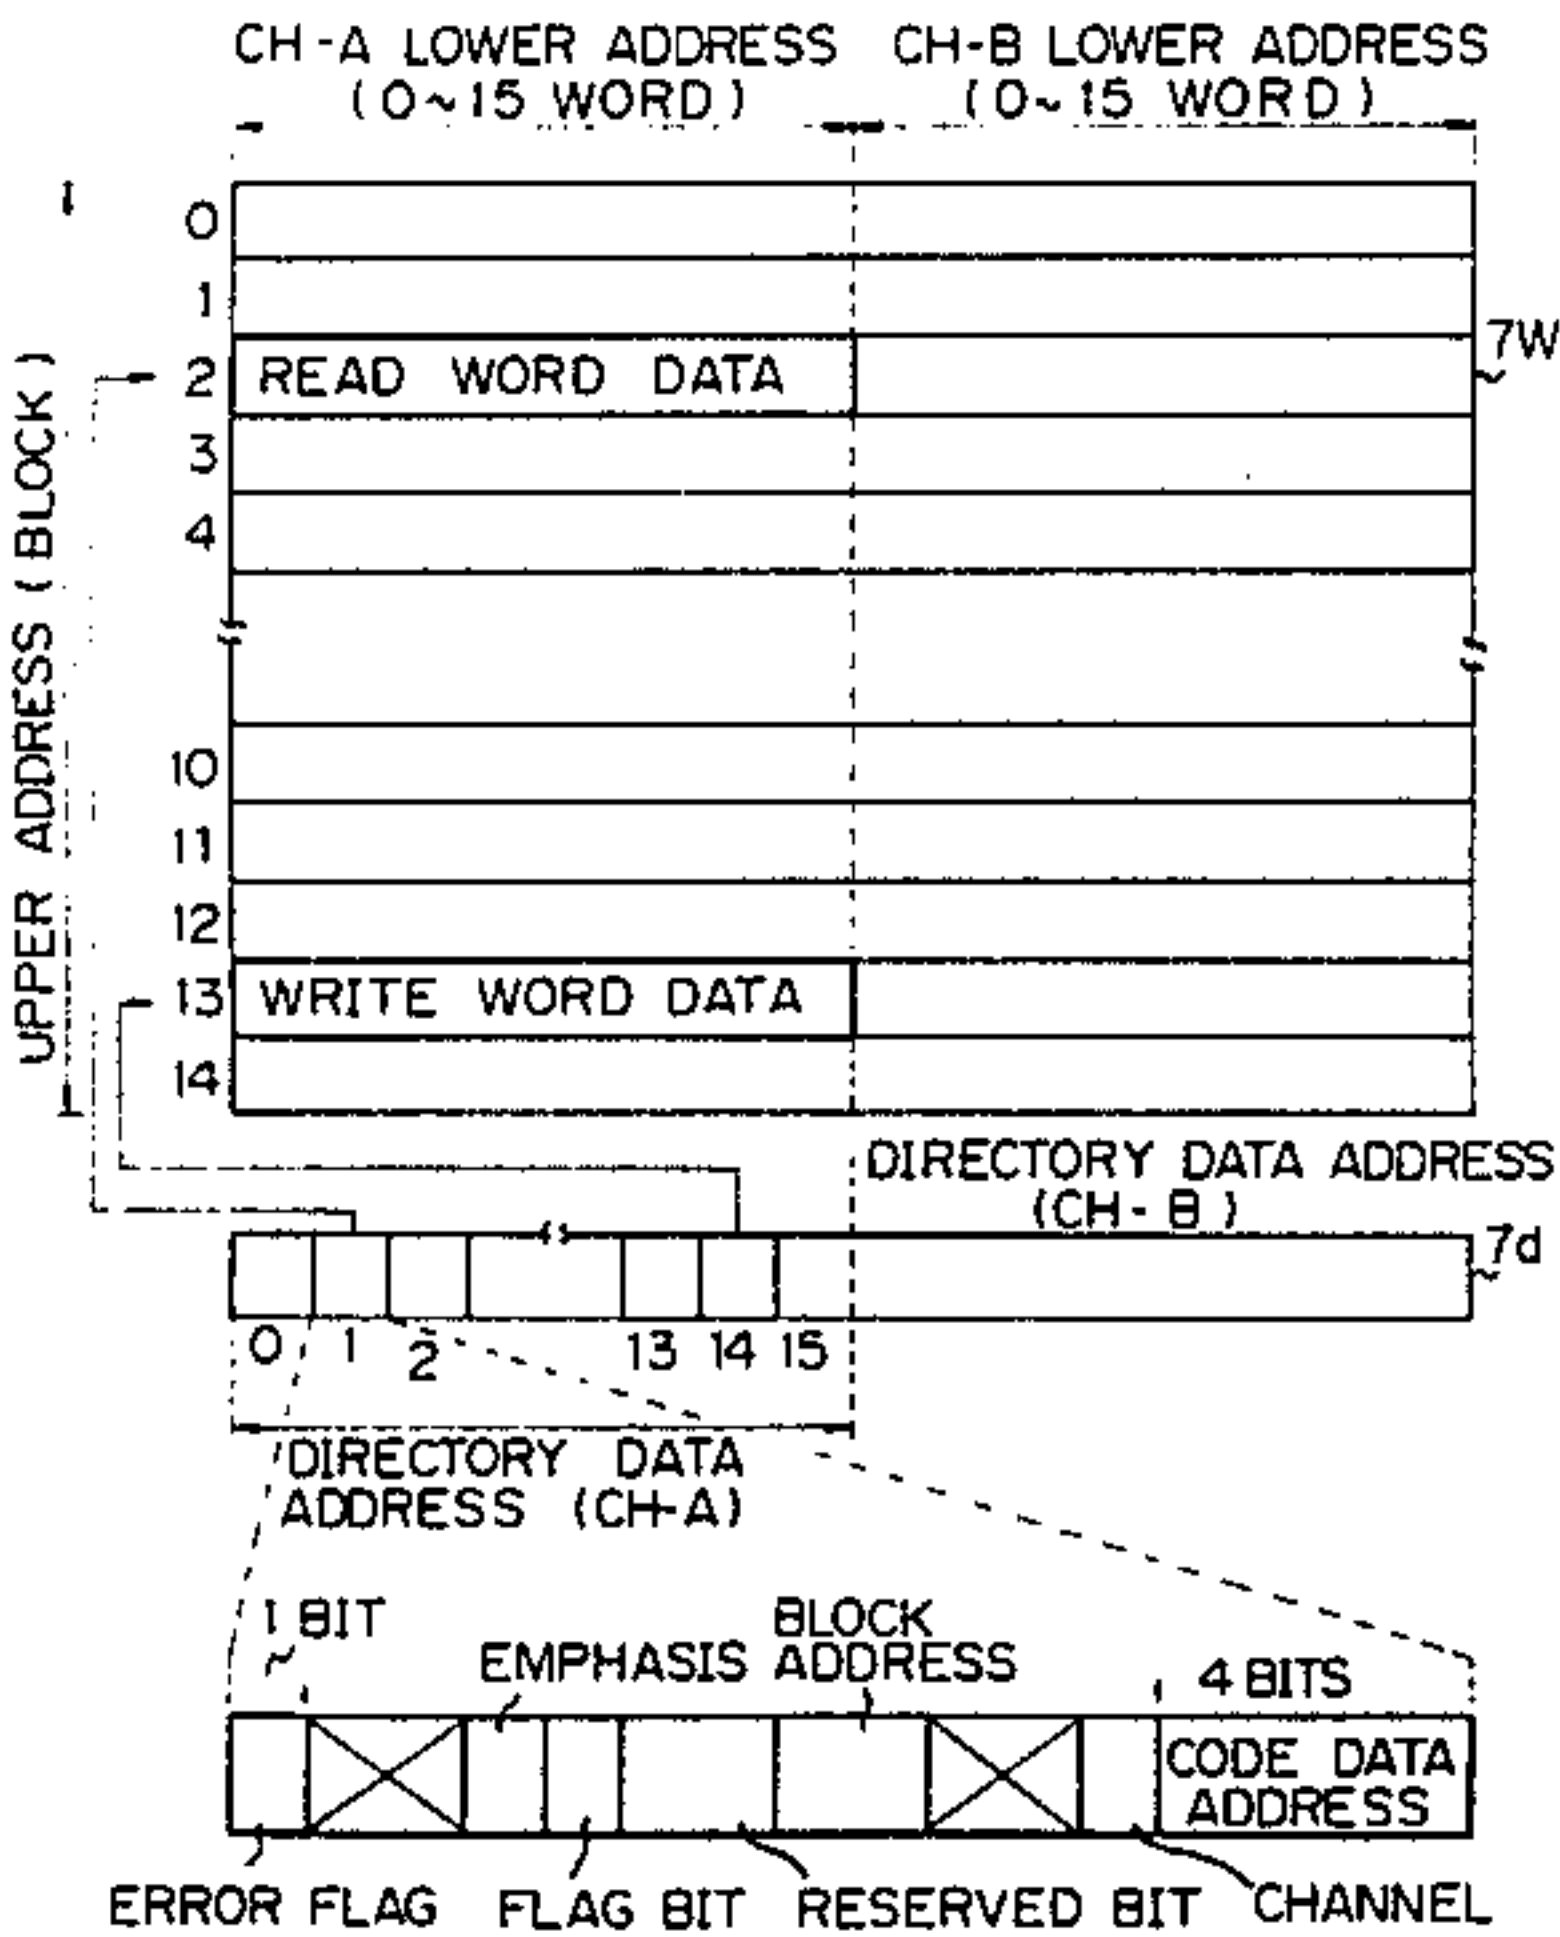 CH-A LOWER ADDRESS
(0~15 WORD)
CH-B LOWER ADDRESS
(0~15 WORD)
UPPER ADDRESS (BLOCK)
0
1
2 READ WORD DATA
7W
3
4
10
11
12
13 WRITE WORD DATA
14
DIRECTORY DATA ADDRESS
(CH-B)
7d
0 1 2 13 14 15
DIRECTORY DATA
ADDRESS (CH-A)
1 BIT
EMPHASIS
BLOCK
ADDRESS
4 BITS
CODE DATA
ADDRESS
ERROR FLAG
FLAG BIT
RESERVED BIT
CHANNEL